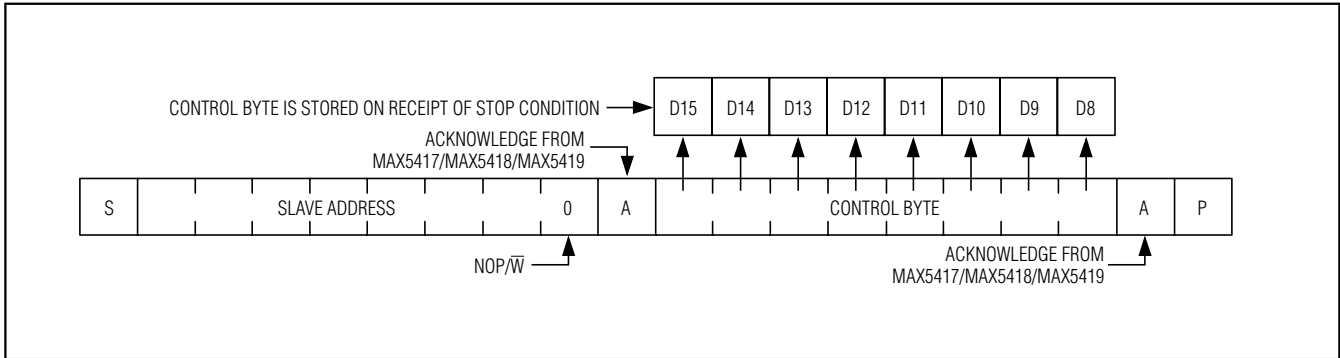 CONTROL BYTE IS STORED ON RECEIPT OF STOP CONDITION
D15 D14 D13 D12 D11 D10 D9 D8
ACKNOWLEDGE FROM
MAX5417/MAX5418/MAX5419
S SLAVE ADDRESS 0 A CONTROL BYTE A P
NOP/W̅
ACKNOWLEDGE FROM
MAX5417/MAX5418/MAX5419